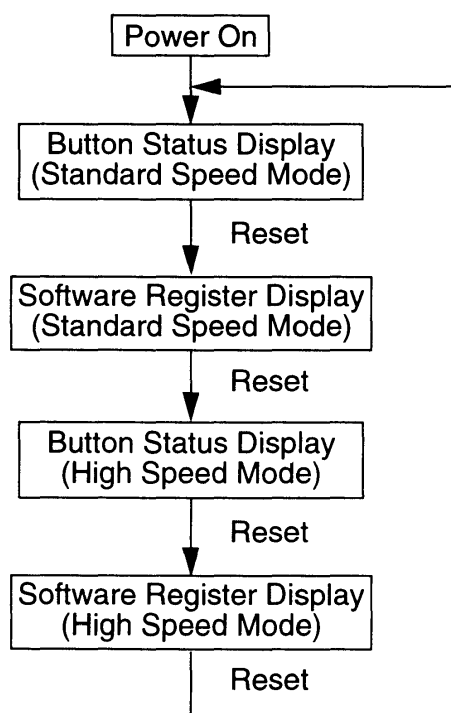 Power On
Button Status Display
(Standard Speed Mode)
Reset
Software Register Display
(Standard Speed Mode)
Reset
Button Status Display
(High Speed Mode)
Reset
Software Register Display
(High Speed Mode)
Reset